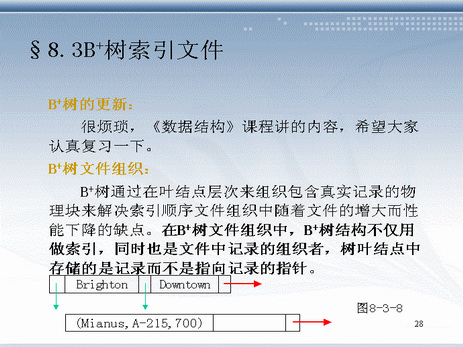 §8.3B⁺树索引文件
B⁺树的更新：
很烦琐，《数据结构》课程讲的内容，希望大家
认真复习一下。
B⁺树文件组织：
B⁺树通过在叶结点层次来组织包含真实记录的物
理块来解决索引顺序文件组织中随着文件的增大而性
能下降的缺点。在B⁺树文件组织中，B⁺树结构不仅用
做索引，同时也是文件中记录的组织者，树叶结点中
存储的是记录而不是指向记录的指针。
Brighton Downtown
(Mianus,A-215,700)
图8-3-8
28